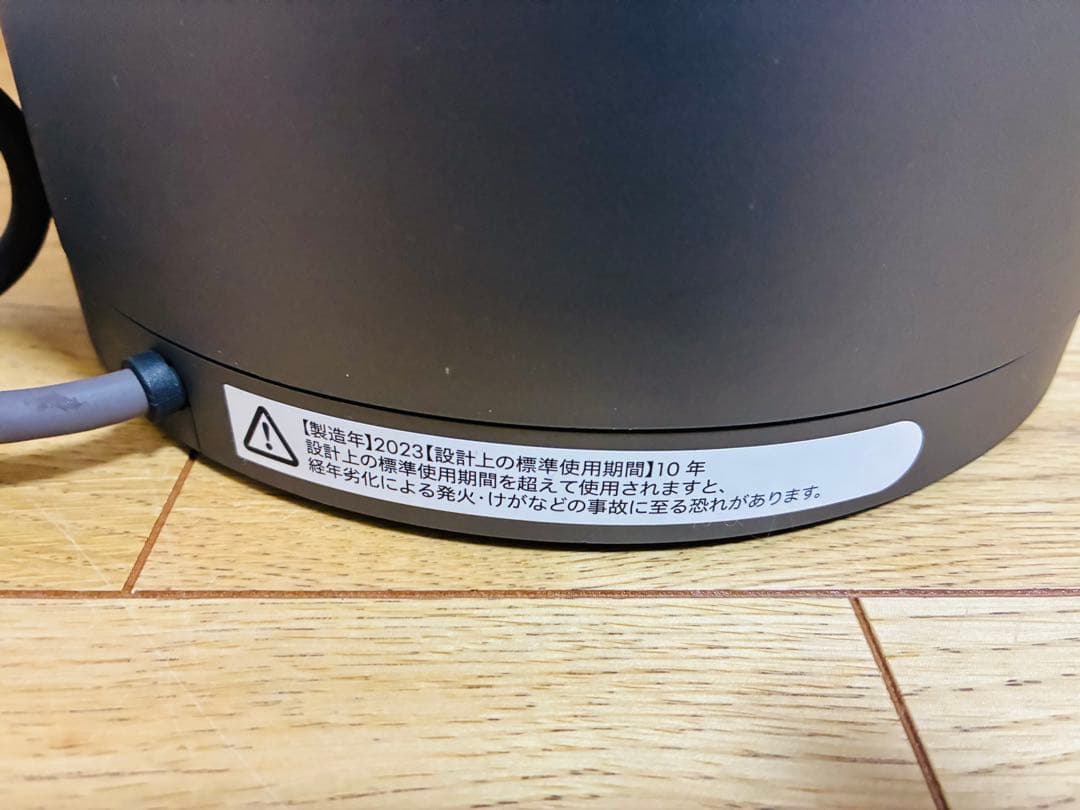 【製造年】2023【設計上の標準使用期間】10 年
設計上の標準使用期間を超えて使用されますと、
経年劣化による発火・けがなどの事故に至る恐れがあります。